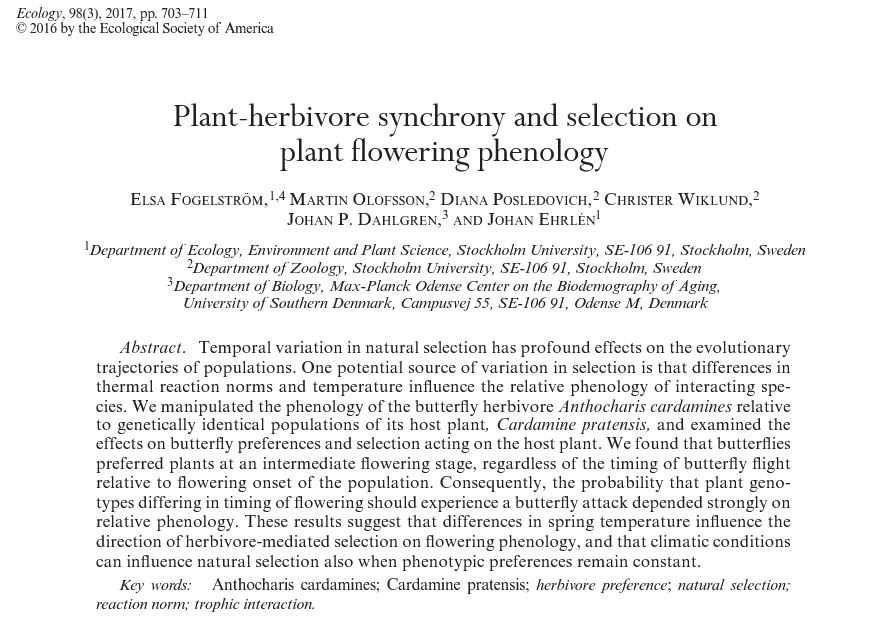 Ecology, 98(3), 2017, pp. 703–711
© 2016 by the Ecological Society of America
Plant-herbivore synchrony and selection on
plant flowering phenology
Elsa Fogelström,1,4 Martin Olofsson,2 Diana Posledovich,2 Christer Wiklund,2
Johan P. Dahlgren,3 and Johan Ehrlén1
1Department of Ecology, Environment and Plant Science, Stockholm University, SE-106 91, Stockholm, Sweden
2Department of Zoology, Stockholm University, SE-106 91, Stockholm, Sweden
3Department of Biology, Max-Planck Odense Center on the Biodemography of Aging,
University of Southern Denmark, Campusvej 55, SE-106 91, Odense M, Denmark
Abstract. Temporal variation in natural selection has profound effects on the evolutionary
trajectories of populations. One potential source of variation in selection is that differences in
thermal reaction norms and temperature influence the relative phenology of interacting spe-
cies. We manipulated the phenology of the butterfly herbivore Anthocharis cardamines relative
to genetically identical populations of its host plant, Cardamine pratensis, and examined the
effects on butterfly preferences and selection acting on the host plant. We found that butterflies
preferred plants at an intermediate flowering stage, regardless of the timing of butterfly flight
relative to flowering onset of the population. Consequently, the probability that plant geno-
types differing in timing of flowering should experience a butterfly attack depended strongly on
relative phenology. These results suggest that differences in spring temperature influence the
direction of herbivore-mediated selection on flowering phenology, and that climatic conditions
can influence natural selection also when phenotypic preferences remain constant.
Key words: Anthocharis cardamines; Cardamine pratensis; herbivore preference; natural selection;
reaction norm; trophic interaction.